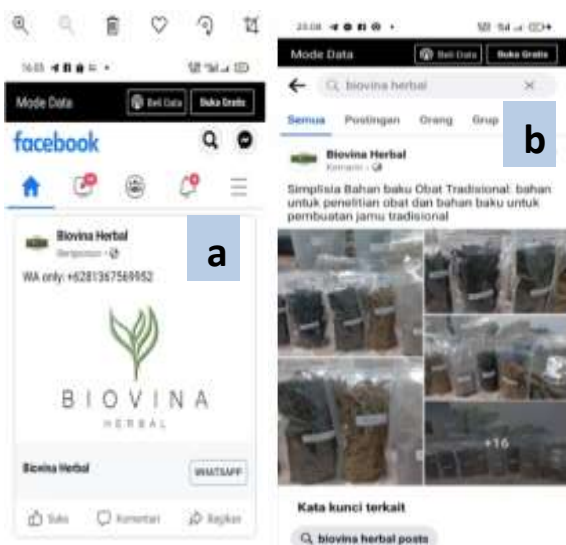 16:05
Mode Data
Beli Data
Buka Gratis
facebook
Biovina Herbal
Bersponsor
a
WA only: +6281367569952
BIOVINA
HERBAL
Biovina Herbal
WHATSAPP
Suka
Komentar
Bagikan
Mode Data
Beli Data
Buka Gratis
biovina herbal
Semua
Postingan
Orang
Grup
b
Biovina Herbal
Kemarin
Simplisia Bahan baku Obat Tradisional: bahan
untuk penelitian obat dan bahan baku untuk
pembuatan jamu tradisional
+16
Kata kunci terkait
biovina herbal posts